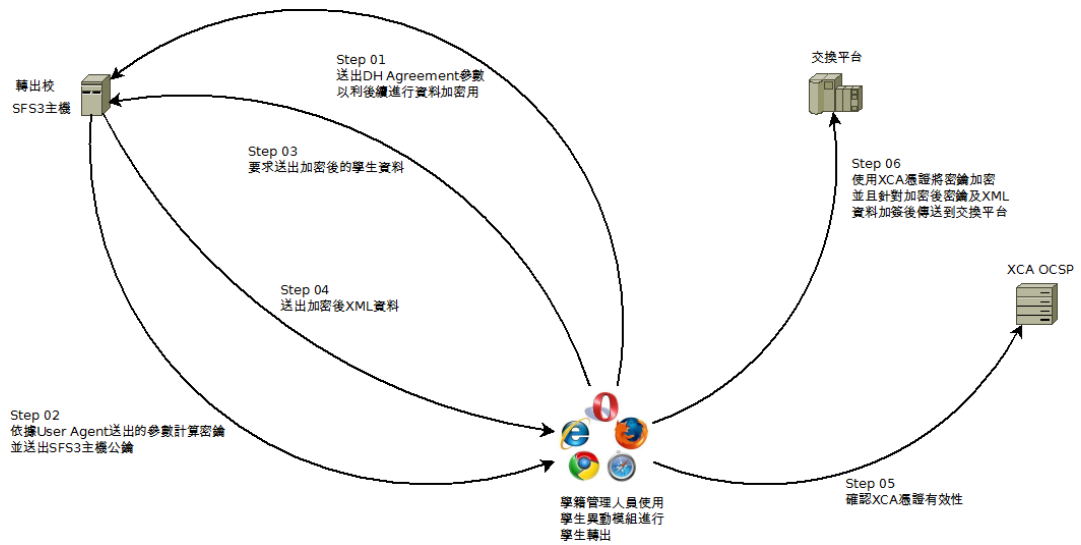 Step 01
送出DH Agreement參數
以利後續進行資料加密用
交換平台
轉出校
SFS3主機
Step 03
要求送出加密後的學生資料
Step 06
使用XCA憑證將密鑰加密
並且針對加密後密鑰及XML
資料加簽後傳送到交換平台
XCA OCSP
Step 04
送出加密後XML資料
Step 02
依據User Agent送出的參數計算密鑰
並送出SFS3主機公鑰
Step 05
確認XCA憑證有效性
學籍管理人員使用
學生異動模組進行
學生轉出